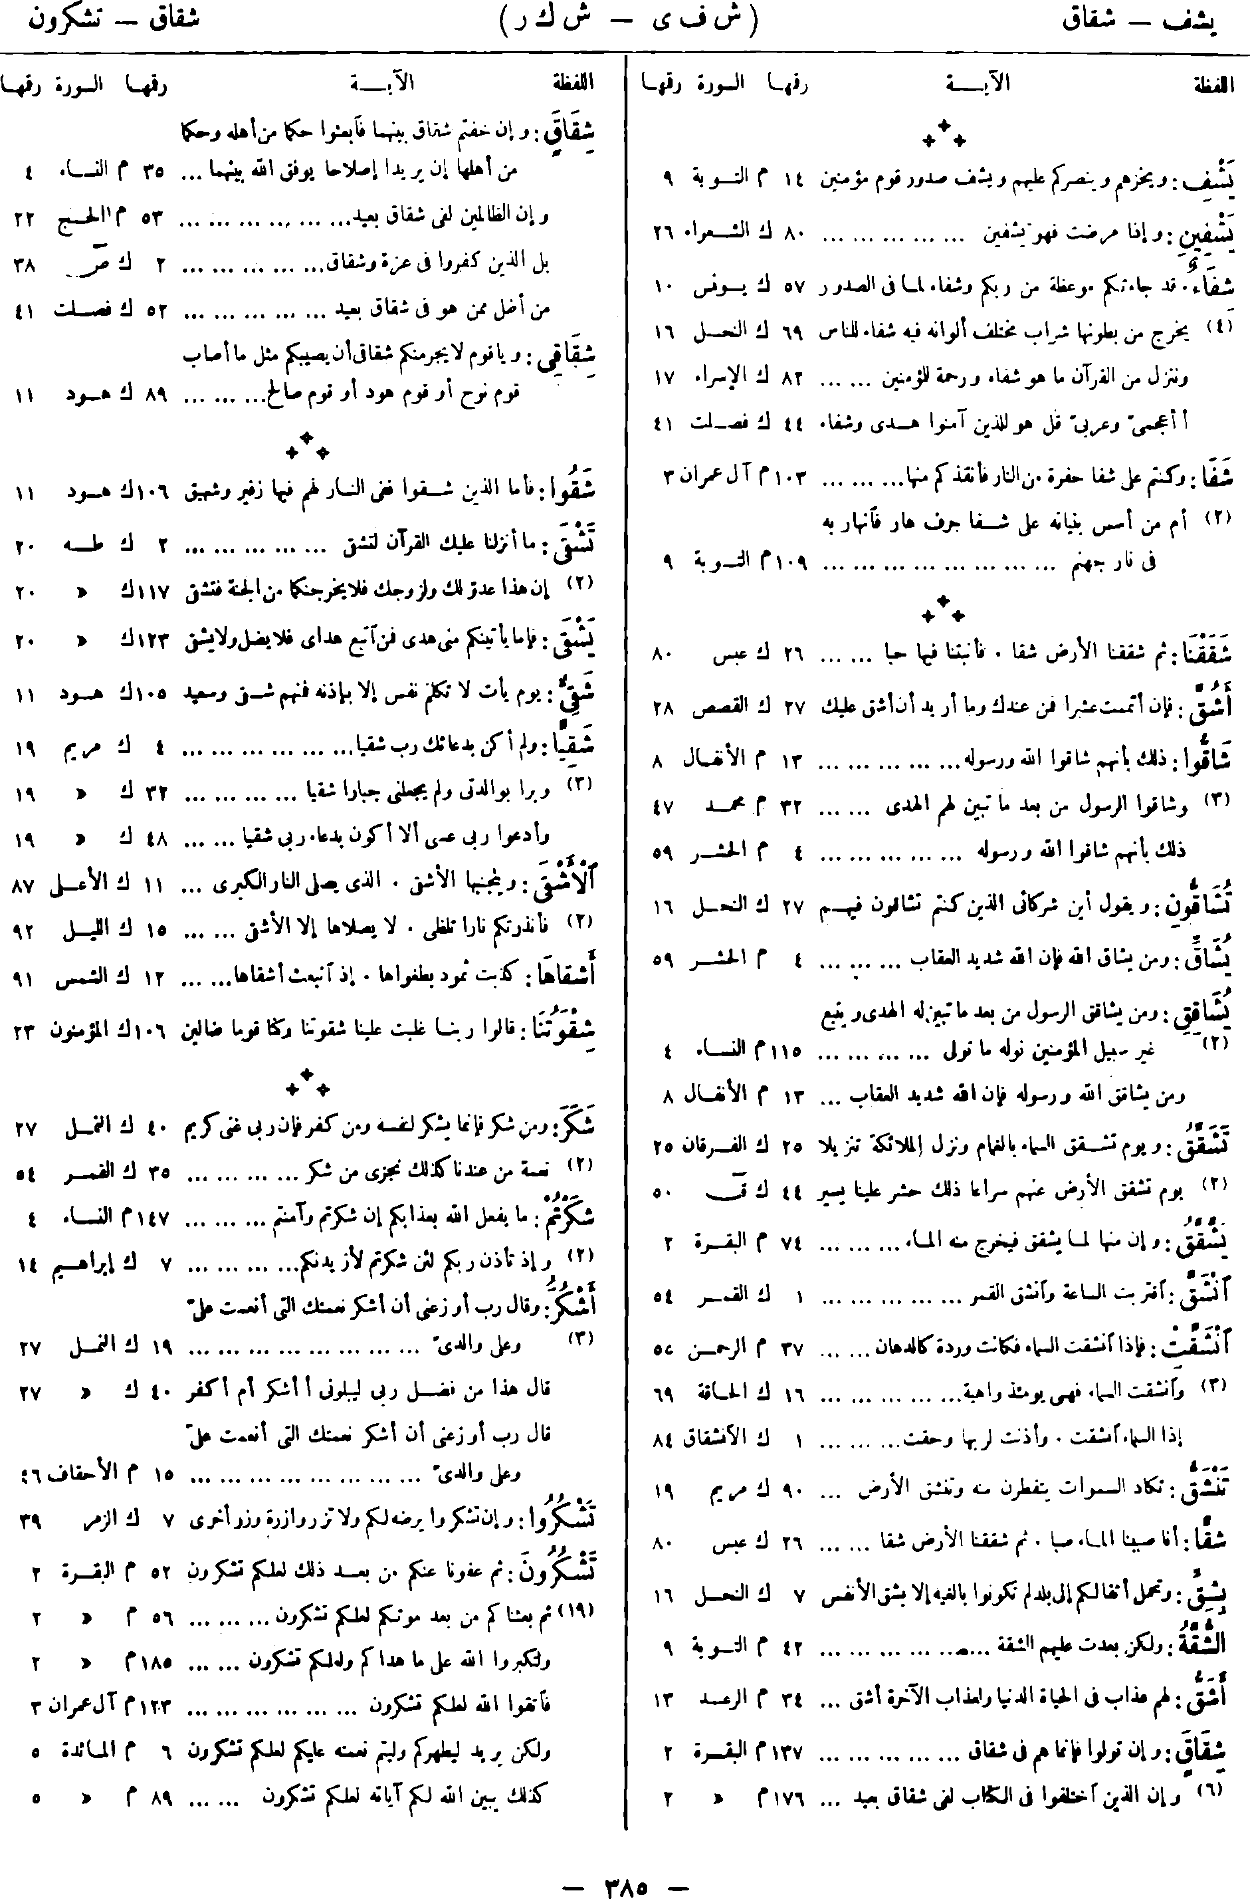 يشف — شقاق
( ش ف ى — ش ك ر )
شقاق — تشكرون
اللفظة الآيــة رقمها السورة رقمها
يَشْفِ : ويخزهم وينصركم عليهم ويشف صدور قوم مؤمنين ١٤ م التوبة ٩
يَشْفِينِ : وإذا مرضت فهو يشفين ... ... ... ... ... ... ٨٠ ك الشعراء ٢٦
شِفَاءٌ : قد جاءتكم موعظة من ربكم وشفاء لما فى الصدور ٥٧ ك يونس ١٠
(٤) يخرج من بطونها شراب مختلف ألوانه فيه شفاء للناس ٦٩ ك النحل ١٦
وننزل من القرآن ما هو شفاء ورحمة للمؤمنين ... ... ٨٢ ك الإسراء ١٧
أأعجمىّ وعربىّ قل هو للذين آمنوا هدى وشفاء ٤٤ ك فصلت ٤١
شَفَا : وكنتم على شفا حفرة من النار فأنقذكم منها... ... ... ١٠٣ م آل عمران ٣
(٢) أم من أسس بنيانه على شفا جرف هار فٱنهار به
فى نار جهنم ... ... ... ... ... ... ... ... ... ١٠٩ م التوبة ٩
شَقَقْنَا : ثم شققنا الأرض شقا . فأنبتنا فيها حبا ... ... ٢٦ ك عبس ٨٠
أَشُقَّ : فإن أتممت عشرا فمن عندك وما أريد أن أشق عليك ٢٧ ك القصص ٢٨
شَاقُّوا : ذلك بأنهم شاقوا الله ورسوله... ... ... ... ... ... ١٣ م الأنفال ٨
(٣) وشاقوا الرسول من بعد ما تبين لهم الهدى ... ... ٣٢ م محمد ٤٧
ذلك بأنهم شاقوا الله ورسوله ... ... ... ... ... ... ٤ م الحشر ٥٩
تُشَاقُّونَ : ويقول أين شركائى الذين كنتم تشاقون فيهم ٢٧ ك النحل ١٦
يُشَاقِّ : ومن يشاق الله فإن الله شديد العقاب ... ... ... ٤ م الحشر ٥٩
يُشَاقِقِ : ومن يشاقق الرسول من بعد ما تبين له الهدى ويتبع
(٢) غير سبيل المؤمنين نوله ما تولى ... ... ... ... ١١٥ م النساء ٤
ومن يشاقق الله ورسوله فإن الله شديد العقاب ... ١٣ م الأنفال ٨
تَشَقَّقُ : ويوم تشقق السماء بالغمام ونزل الملائكة تنزيلا ٢٥ ك الفرقان ٢٥
(٢) يوم تشقق الأرض عنهم سراعا ذلك حشر علينا يسير ٤٤ ك قٓ ٥٠
يَشَّقَّقُ : وإن منها لما يشقق فيخرج منه الماء... ... ... ... ٧٤ م البقرة ٢
ٱنْشَقَّ : ٱقتربت الساعة وٱنشق القمر ... ... ... ... ... ... ١ ك القمر ٥٤
ٱنْشَقَّتْ : فإذا ٱنشقت السماء فكانت وردة كالدهان ... ... ٣٧ م الرحمن ٥٥
(٣) وٱنشقت السماء فهى يومئذ واهية... ... ... ... ... ... ١٦ ك الحاقة ٦٩
إذا السماء ٱنشقت . وأذنت لربها وحقت... ... ... ... ١ ك الٱنشقاق ٨٤
تَنْشَقُّ : تكاد السموات يتفطرن منه وتنشق الأرض ... ٩٠ ك مريم ١٩
شَقًّا : أنا صببنا الماء صبا . ثم شققنا الأرض شقا ... ... ٢٦ ك عبس ٨٠
بِشِقِّ : وتحمل أثقالكم إلى بلد لم تكونوا بالغيه إلا بشق الأنفس ٧ ك النحل ١٦
الشُّقَّةُ : ولكن بعدت عليهم الشقة ... ... ... ... ... ... ٤٢ م التوبة ٩
أَشَقُّ : لهم عذاب فى الحياة الدنيا ولعذاب الآخرة أشق ... ٣٤ م الرعد ١٣
شِقَاقٍ : وإن تولوا فإنما هم فى شقاق ... ... ... ... ... ... ١٣٧ م البقرة ٢
(٦) وإن الذين ٱختلفوا فى الكتاب لفى شقاق بعيد ... ١٧٦ م « ٢
اللفظة الآيــة رقمها السورة رقمها
شِقَاقَ : وإن خفتم شقاق بينهما فٱبعثوا حكما من أهله وحكما
من أهلها إن يريدا إصلاحا يوفق الله بينهما ... ٣٥ م النساء ٤
وإن الظالمين لفى شقاق بعيد... ... ... ... ... ... ... ٥٣ م الحج ٢٢
بل الذين كفروا فى عزة وشقاق... ... ... ... ... ... ٢ ك صٓ ٣٨
من أضل ممن هو فى شقاق بعيد ... ... ... ... ... ... ٥٢ ك فصلت ٤١
شِقَاقِى : ويا قوم لا يجرمنكم شقاقى أن يصيبكم مثل ما أصاب
قوم نوح أو قوم هود أو قوم صالح... ... ... ... ٨٩ ك هود ١١
شَقُوا : فأما الذين شقوا ففى النار لهم فيها زفير وشهيق ١٠٦ ك هود ١١
تَشْقَى : ما أنزلنا عليك القرآن لتشقى ... ... ... ... ... ... ٢ ك طه ٢٠
(٢) إن هذا عدوّ لك ولزوجك فلا يخرجنكما من الجنة فتشقى ١١٧ ك « ٢٠
يَشْقَى : فإما يأتينكم منى هدى فمن ٱتبع هداى فلا يضل ولا يشقى ١٢٣ ك « ٢٠
شَقِىٌّ : يوم يأت لا تكلم نفس إلا بإذنه فمنهم شقى وسعيد ١٠٥ ك هود ١١
شَقِيًّا : ولم أكن بدعائك رب شقيا... ... ... ... ... ... ... ٤ ك مريم ١٩
(٣) وبرا بوالدتى ولم يجعلنى جبارا شقيا ... ... ... ... ٣٢ ك « ١٩
وأدعوا ربى عسى ألا أكون بدعاء ربى شقيا ... ... ٤٨ ك « ١٩
ٱلْأَشْقَى : ويتجنبها الأشقى . الذى يصلى النار الكبرى ... ١١ ك الأعلى ٨٧
(٢) فأنذرتكم نارا تلظى . لا يصلاها إلا الأشقى ... ... ١٥ ك الليل ٩٢
أَشْقَاهَا : كذبت ثمود بطغواها . إذ ٱنبعث أشقاها... ... ١٢ ك الشمس ٩١
شِقْوَتُنَا : قالوا ربنا غلبت علينا شقوتنا وكنا قوما ضالين ١٠٦ ك المؤمنون ٢٣
شَكَرَ : ومن شكر فإنما يشكر لنفسه ومن كفر فإن ربى غنى كريم ٤٠ ك النمل ٢٧
(٢) نعمة من عندنا كذلك نجزى من شكر ... ... ... ... ٣٥ ك القمر ٥٤
شَكَرْتُمْ : ما يفعل الله بعذابكم إن شكرتم وآمنتم ... ... ... ١٤٧ م النساء ٤
(٢) وإذ تأذن ربكم لئن شكرتم لأزيدنكم... ... ... ... ٧ ك إبراهيم ١٤
أَشْكُرَ : وقال رب أوزعنى أن أشكر نعمتك التى أنعمت علىّ
(٣) وعلى والدىّ ... ... ... ... ... ... ... ... ... ١٩ ك النمل ٢٧
قال هذا من فضل ربى ليبلونى أأشكر أم أكفر ٤٠ ك « ٢٧
قال رب أوزعنى أن أشكر نعمتك التى أنعمت علىّ
وعلى والدىّ ... ... ... ... ... ... ... ... ... ١٥ م الأحقاف ٤٦
تَشْكُرُوا : وإن تشكروا يرضه لكم ولا تزر وازرة وزر أخرى ٧ ك الزمر ٣٩
تَشْكُرُونَ : ثم عفونا عنكم من بعد ذلك لعلكم تشكرون ٥٢ م البقرة ٢
(١٩) ثم بعثناكم من بعد موتكم لعلكم تشكرون ... ... ... ٥٦ م « ٢
ولتكبروا الله على ما هداكم ولعلكم تشكرون ... ... ١٨٥ م « ٢
فٱتقوا الله لعلكم تشكرون ... ... ... ... ... ... ... ١٢٣ م آل عمران ٣
ولكن يريد ليطهركم وليتم نعمته عليكم لعلكم تشكرون ٦ م المائدة ٥
كذلك يبين الله لكم آياته لعلكم تشكرون ... ... ٨٩ م « ٥
— ٣٨٥ —